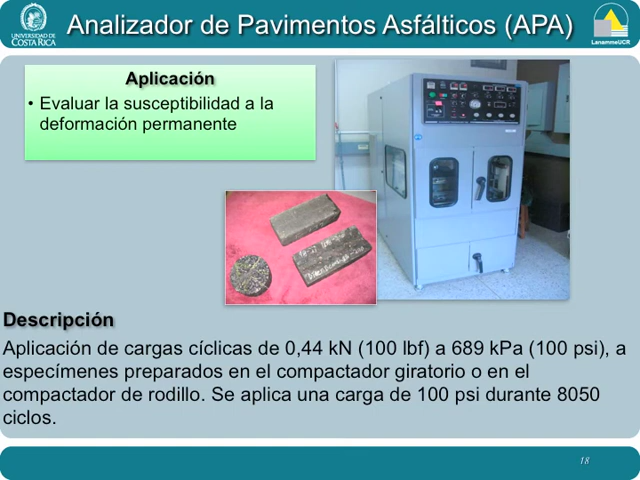 UNIVERSIDAD DE
COSTA RICA
Analizador de Pavimentos Asfálticos (APA)
LanammeUCR
Aplicación
• Evaluar la susceptibilidad a la
deformación permanente
Descripción
Aplicación de cargas cíclicas de 0,44 kN (100 lbf) a 689 kPa (100 psi), a
especímenes preparados en el compactador giratorio o en el
compactador de rodillo. Se aplica una carga de 100 psi durante 8050
ciclos.
18